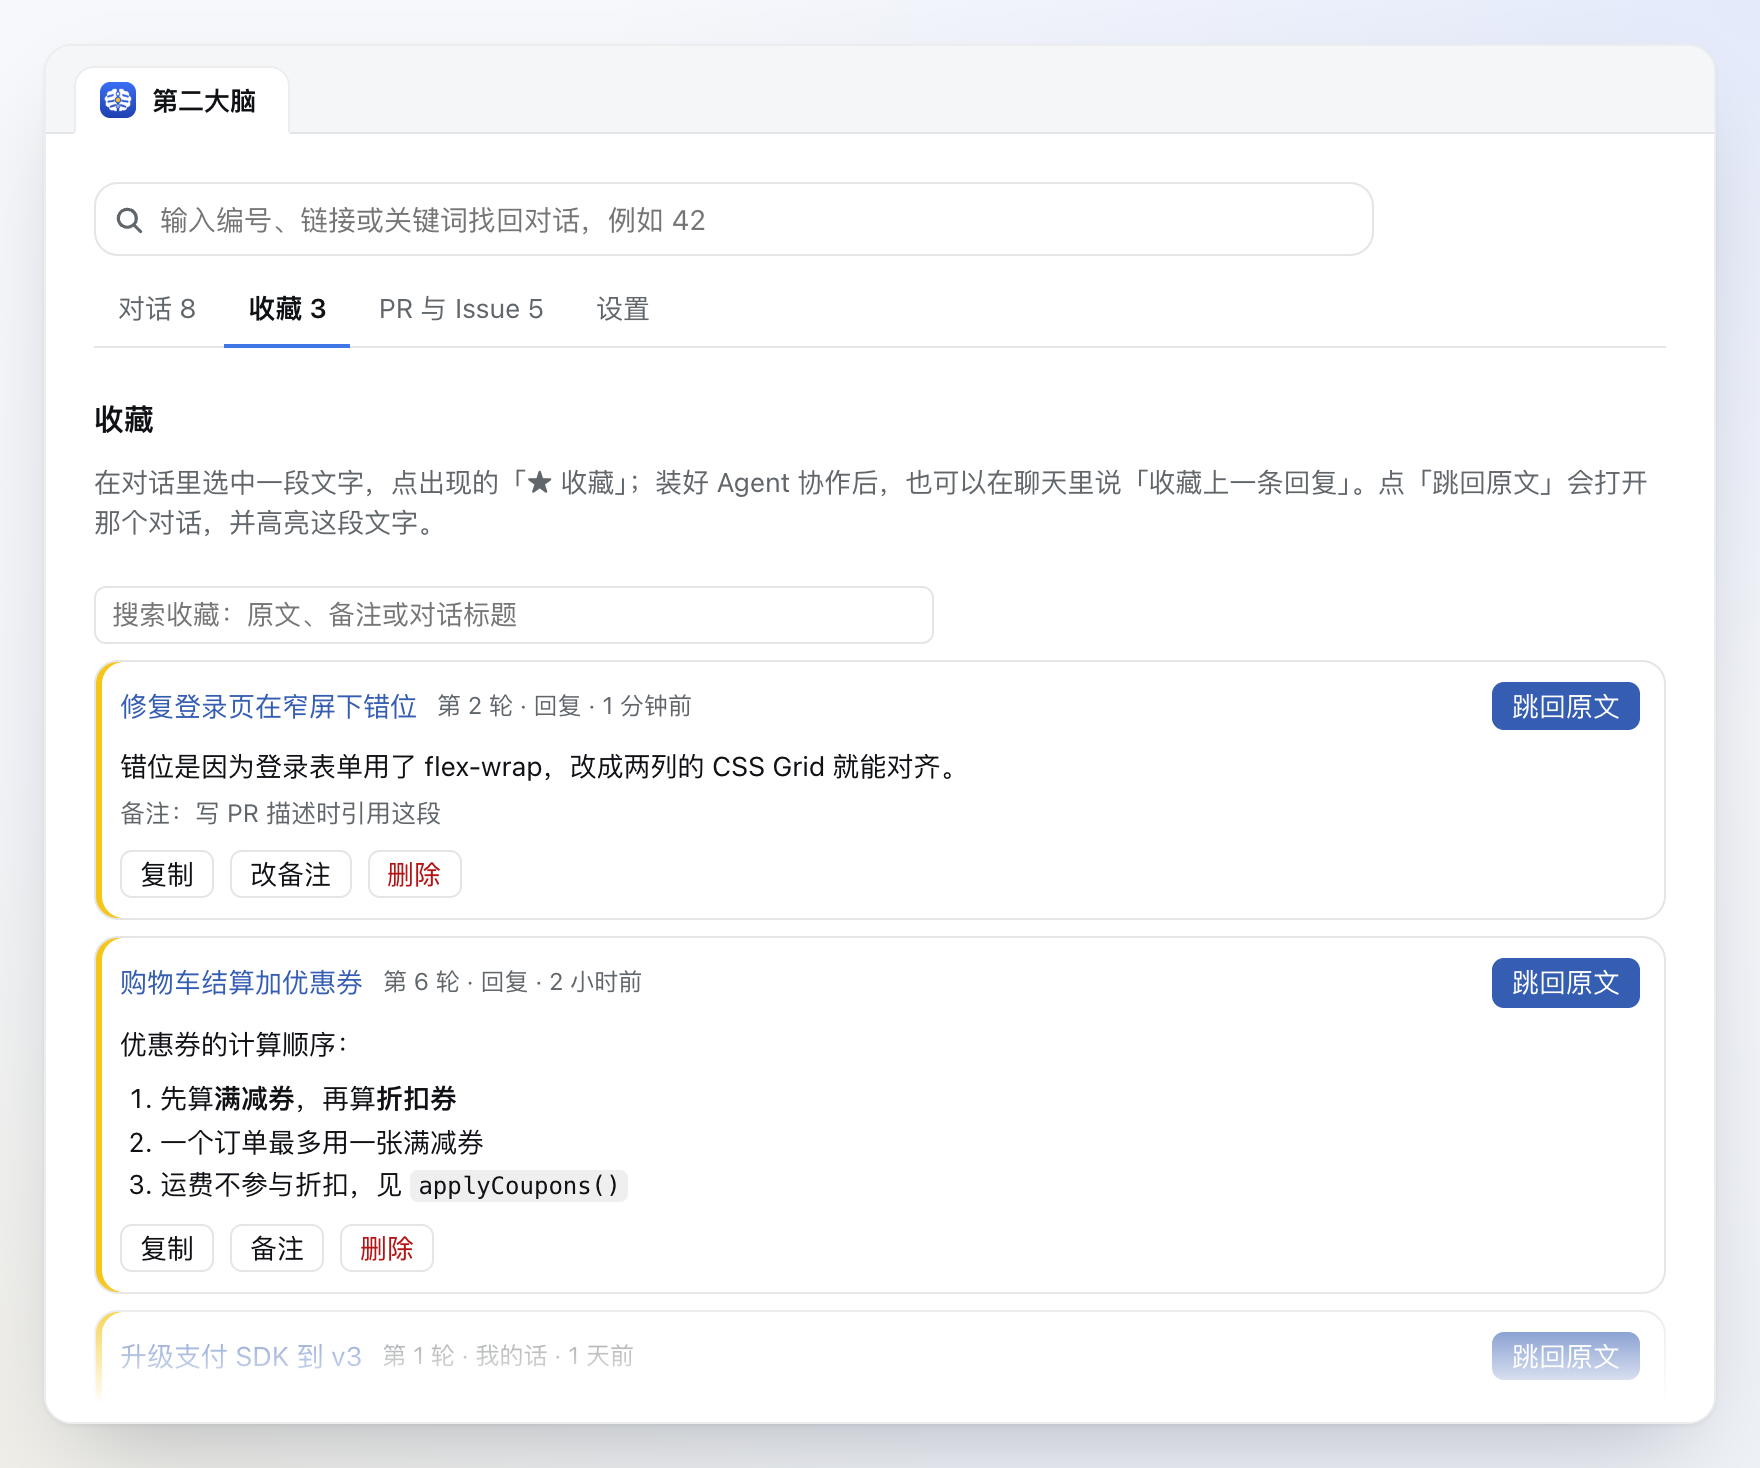 第二大脑
输入编号、链接或关键词找回对话，例如 42
对话 8 收藏 3 PR 与 Issue 5 设置
收藏
在对话里选中一段文字，点出现的「★ 收藏」；装好 Agent 协作后，也可以在聊天里说「收藏上一条回复」。点「跳回原文」会打开
那个对话，并高亮这段文字。
搜索收藏：原文、备注或对话标题
修复登录页在窄屏下错位 第 2 轮 · 回复 · 1 分钟前 跳回原文
错位是因为登录表单用了 flex-wrap，改成两列的 CSS Grid 就能对齐。
备注：写 PR 描述时引用这段
复制 改备注 删除
购物车结算加优惠券 第 6 轮 · 回复 · 2 小时前 跳回原文
优惠券的计算顺序：
1. 先算满减券，再算折扣券
2. 一个订单最多用一张满减券
3. 运费不参与折扣，见 applyCoupons()
复制 备注 删除
升级支付 SDK 到 v3 第 1 轮 · 我的话 · 1 天前 跳回原文